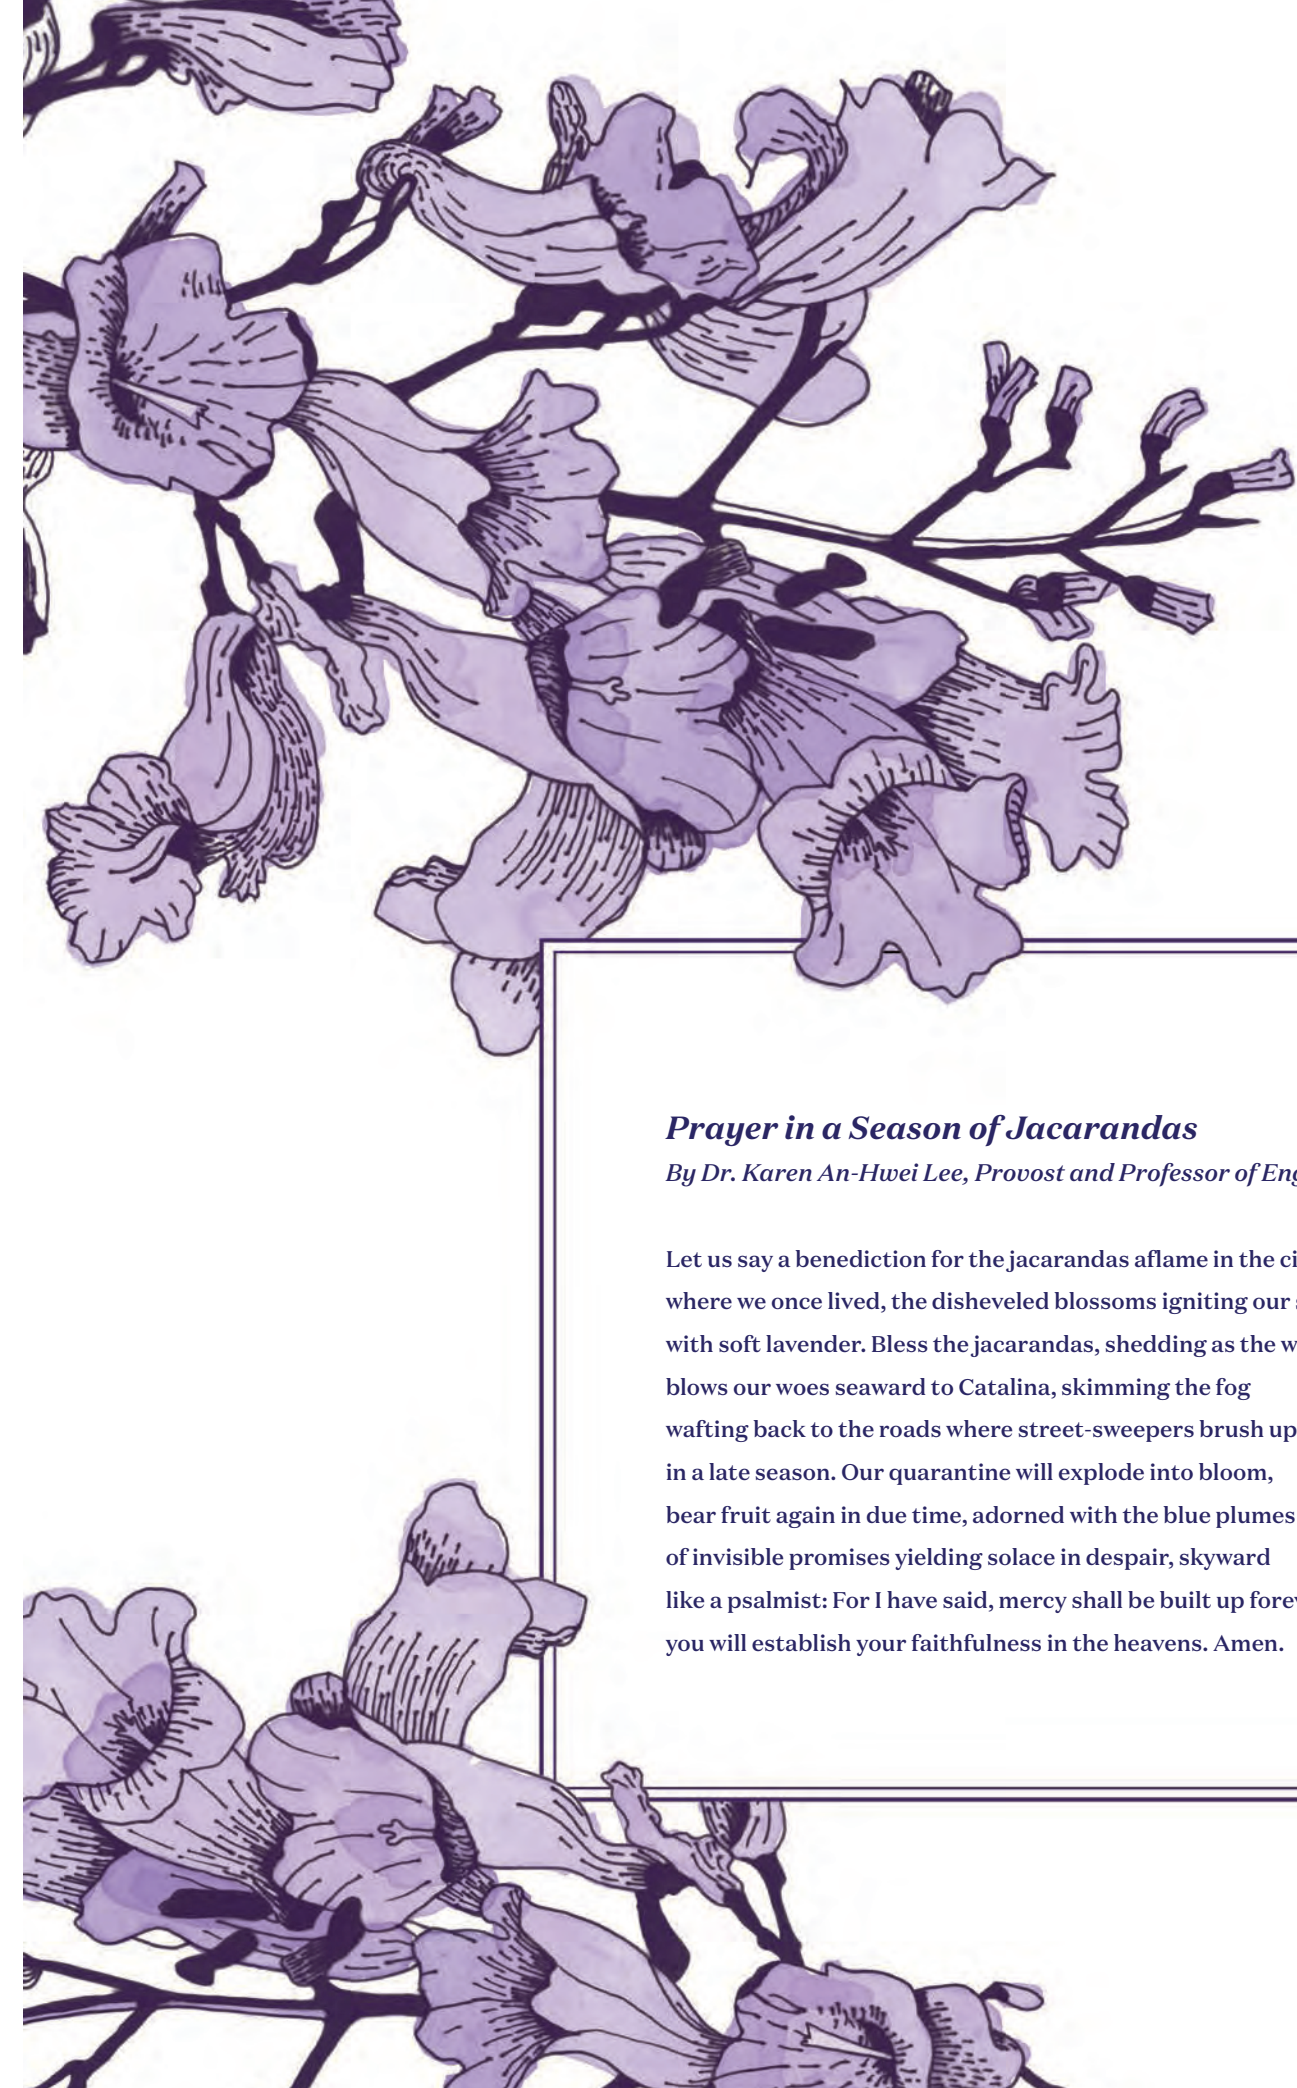 Prayer in a Season of Jacarandas
By Dr. Karen An-Hwei Lee, Provost and Professor of
Let us say a benediction for the jacarandas aflame in the
where we once lived, the disheveled blossoms igniting our
with soft lavender. Bless the jacarandas, shedding as the
blows our woes seaward to Catalina, skimming the fog
wafting back to the roads where street-sweepers brush up
in a late season. Our quarantine will explode into bloom,
bear fruit again in due time, adorned with the blue plumes
of invisible promises yielding solace in despair, skyward
like a psalmist: For I have said, mercy shall be built up
you will establish your faithfulness in the heavens. Amen.